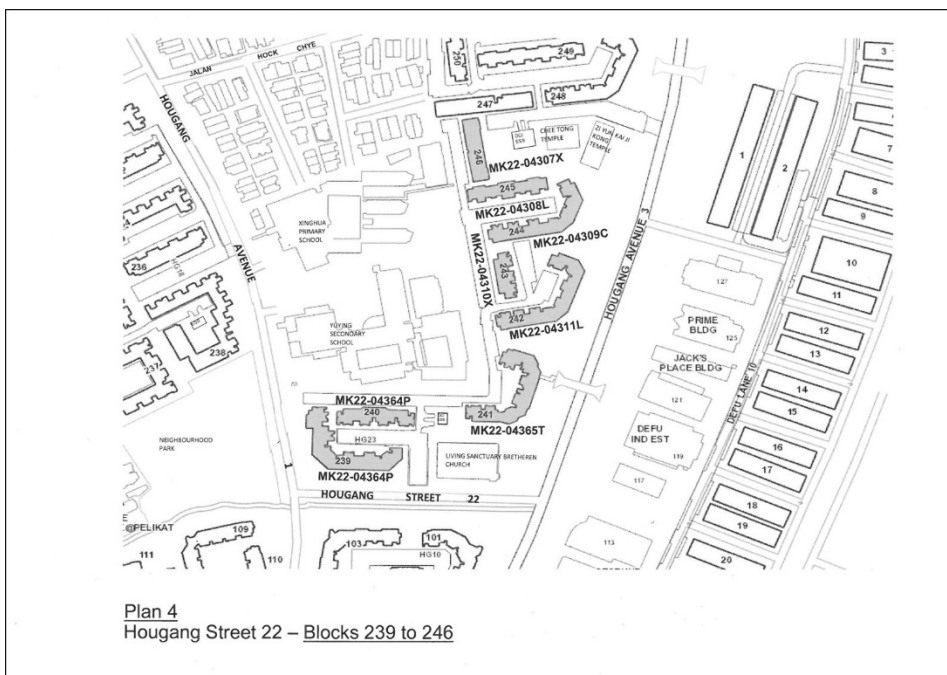 249
250
JALAN HOCK CHYE
247
248
3
HOUGANG
246
CHEE TONG
TEMPLE
ZI YUN KAI JI
KONG
TEMPLE
1
2
7
MK22-04307X
245
MK22-04308L
8
9
XINGHUA
PRIMARY
SCHOOL
244
MK22-04309C
HOUGANG AVENUE 3
AVENUE
236
HG18
MK22-04310X
243
127
10
11
242
MK22-04311L
PRIME
BLDG
125
12
13
YUYING
SECONDARY
SCHOOL
238
237
JACK'S
PLACE BLDG
DEFU LANE 10
14
15
121
MK22-04364P
240
241
MK22-04365T
DEFU
IND EST
119
16
17
NEIGHBOURHOOD
PARK
HG23
239
MK22-04364P
LIVING SANCTUARY BRETHEREN
CHURCH
117
1
HOUGANG STREET 22
18
19
@PELIKAT
109
103
101
113
111
110
HG10
20
Plan 4
Hougang Street 22 – Blocks 239 to 246